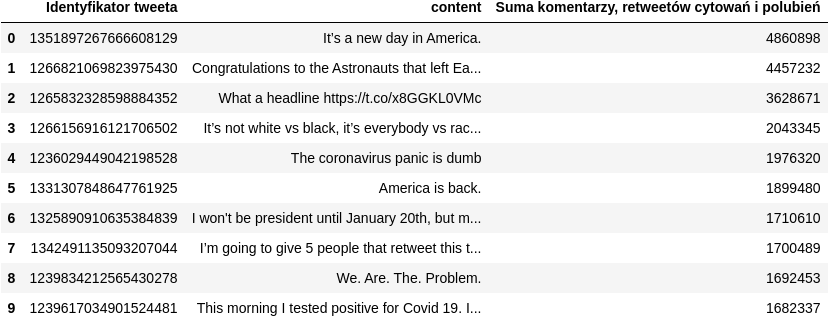 Identyfikator tweeta content Suma komentarzy, retweetów cytowań i polubień
0 1351897267666608129 It's a new day in America. 4860898
1 1266821069823975430 Congratulations to the Astronauts that left Ea... 4457232
2 1265832328598884352 What a headline https://t.co/x8GGKL0VMc 3628671
3 1266156916121706502 It’s not white vs black, it’s everybody vs rac... 2043345
4 1236029449042198528 The coronavirus panic is dumb 1976320
5 1331307848647761925 America is back. 1899480
6 1325890910635384839 I won't be president until January 20th, but m... 1710610
7 1342491135093207044 I’m going to give 5 people that retweet this t... 1700489
8 1239834212565430278 We. Are. The. Problem. 1692453
9 1239617034901524481 This morning I tested positive for Covid 19. I... 1682337